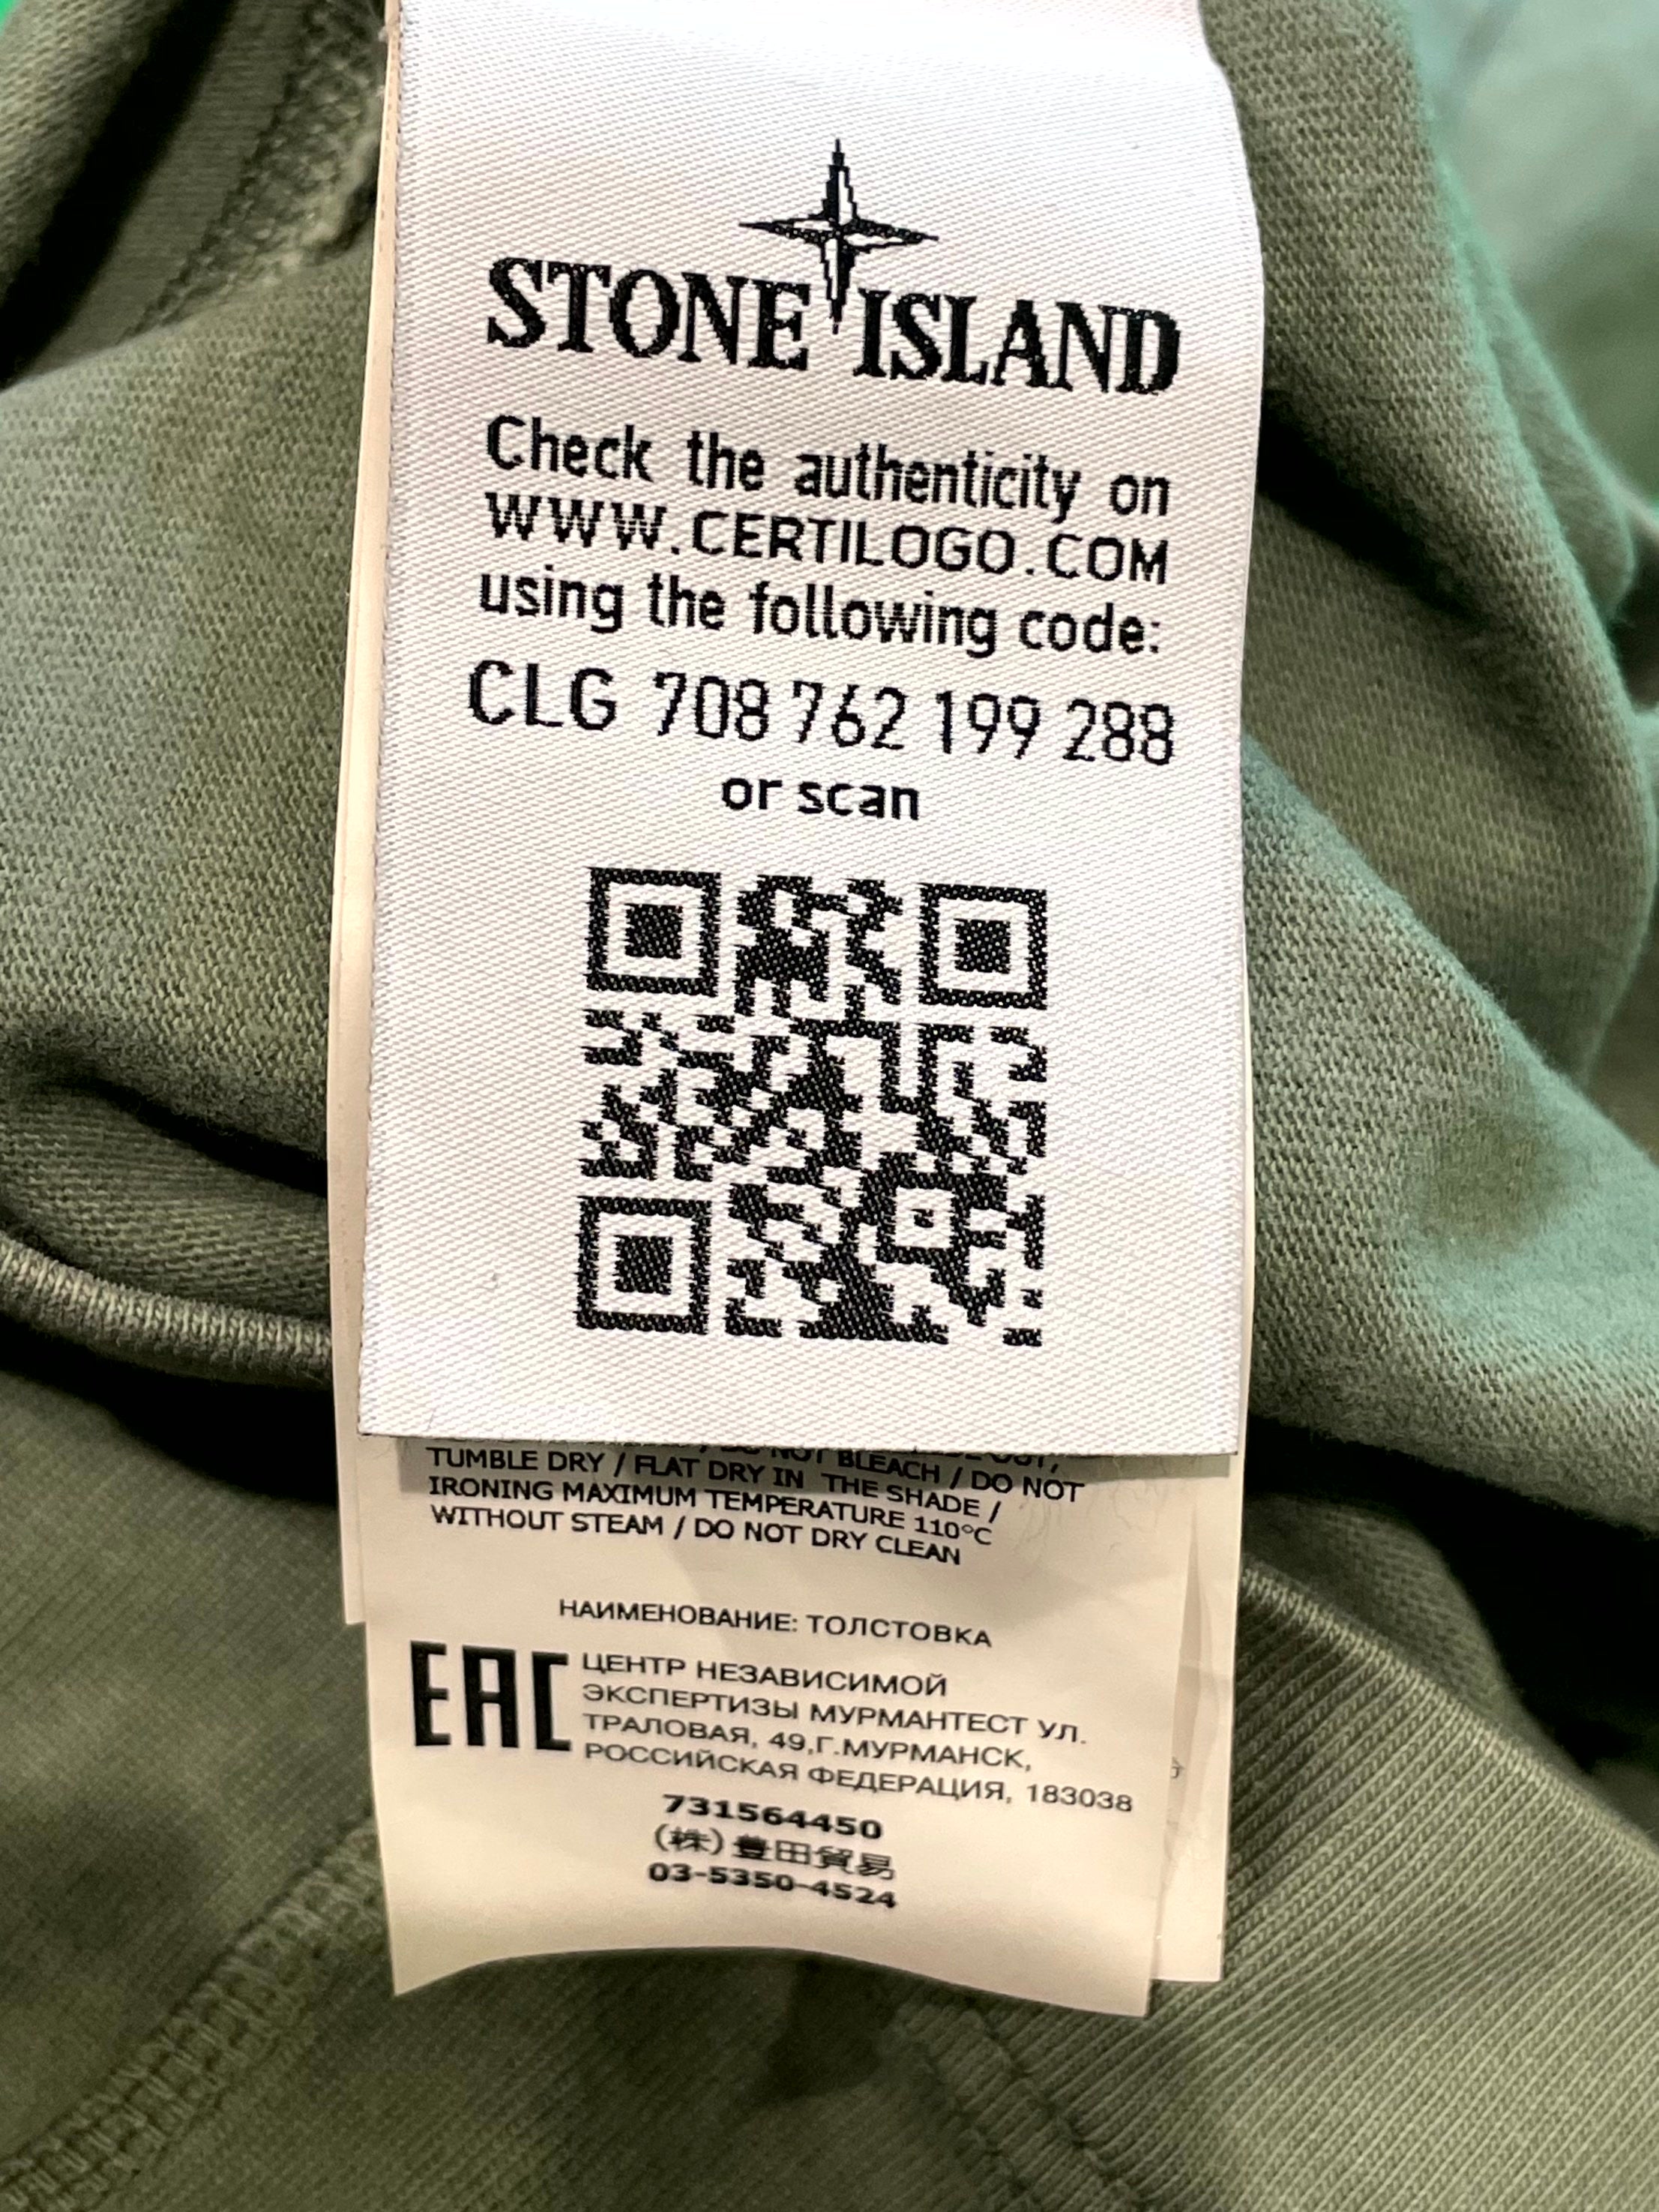 STONE ISLAND
Check the authenticity on
WWW.CERTILOGO.COM
using the following code:
CLG 708 762 199 288
or scan
DO NOT BLEACH / DO NOT
TUMBLE DRY / FLAT DRY IN THE SHADE /
IRONING MAXIMUM TEMPERATURE 110°C
WITHOUT STEAM / DO NOT DRY CLEAN
НАИМЕНОВАНИЕ: ТОЛСТОВКА
EAC
ЦЕНТР НЕЗАВИСИМОЙ
ЭКСПЕРТИЗЫ МУРМАНТЕСТ УЛ.
ТРАЛОВАЯ, 49,Г.МУРМАНСК,
РОССИЙСКАЯ ФЕДЕРАЦИЯ, 183038
731564450
(株)豊田貿易
03-5350-4524